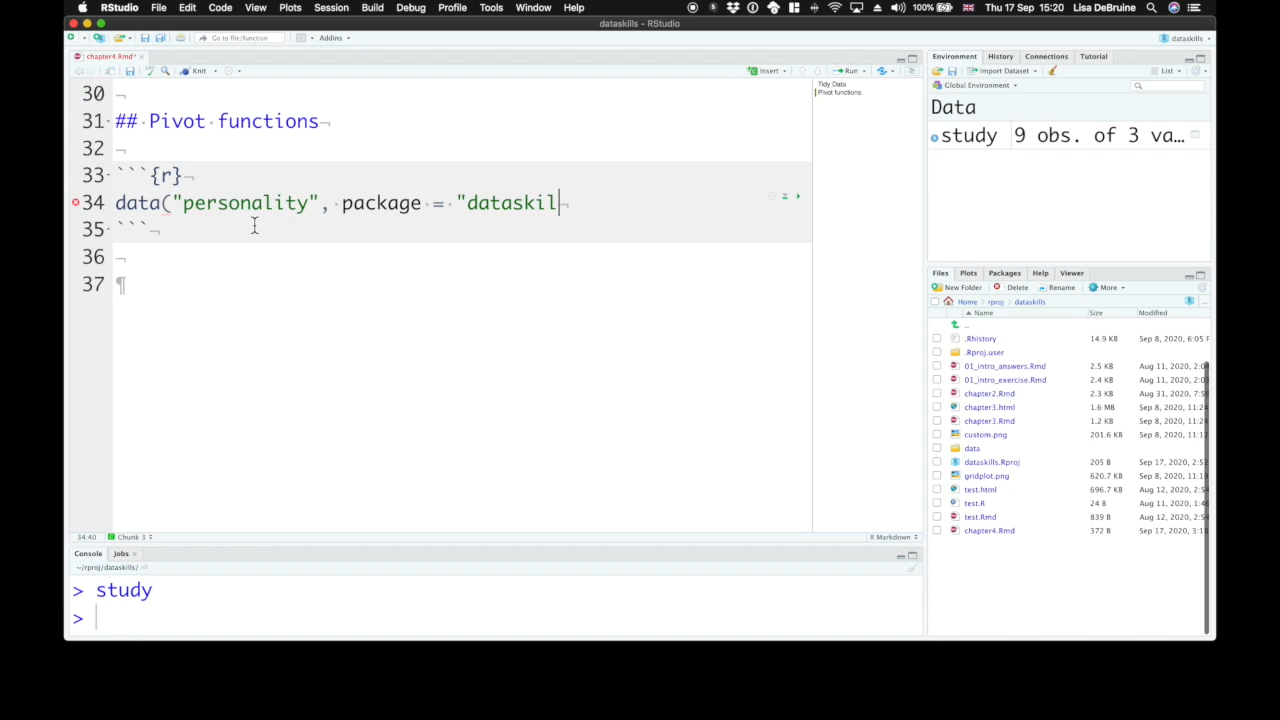 RStudio File Edit Code View Plots Session Build Debug Profile Tools Window Help 100% Thu 17 Sep 15:20 Lisa DeBruine
dataskills - RStudio
Go to file/function Addins dataskills
chapter4.Rmd*
Knit Insert Run
30 ¬
31 ## Pivot functions¬
32 ¬
33 ```{r}¬
34 data("personality", package = "dataskil¬
35 ``` ¬
36 ¬
37 ¶
Tidy Data
Pivot functions
34:40 Chunk 3 R Markdown
Console Jobs
~/rproj/dataskills/
> study
>
Environment History Connections Tutorial
Import Dataset List
Global Environment
Data
study 9 obs. of 3 va…
Files Plots Packages Help Viewer
New Folder Delete Rename More
Home rproj dataskills ...
Name Size Modified
..
.Rhistory 14.9 KB Sep 8, 2020, 6:05 P
.Rproj.user
01_intro_answers.Rmd 2.5 KB Aug 11, 2020, 2:0
01_intro_exercise.Rmd 2.4 KB Aug 11, 2020, 2:0
chapter2.Rmd 2.3 KB Aug 31, 2020, 7:5
chapter3.html 1.6 MB Sep 8, 2020, 11:24
chapter3.Rmd 1.2 KB Sep 8, 2020, 11:24
custom.png 201.6 KB Sep 8, 2020, 11:1
data
dataskills.Rproj 205 B Sep 17, 2020, 2:5
gridplot.png 620.7 KB Sep 8, 2020, 11:1
test.html 696.7 KB Aug 12, 2020, 2:5
test.R 24 B Aug 11, 2020, 1:4
test.Rmd 839 B Aug 12, 2020, 2:5
chapter4.Rmd 372 B Sep 17, 2020, 3:1